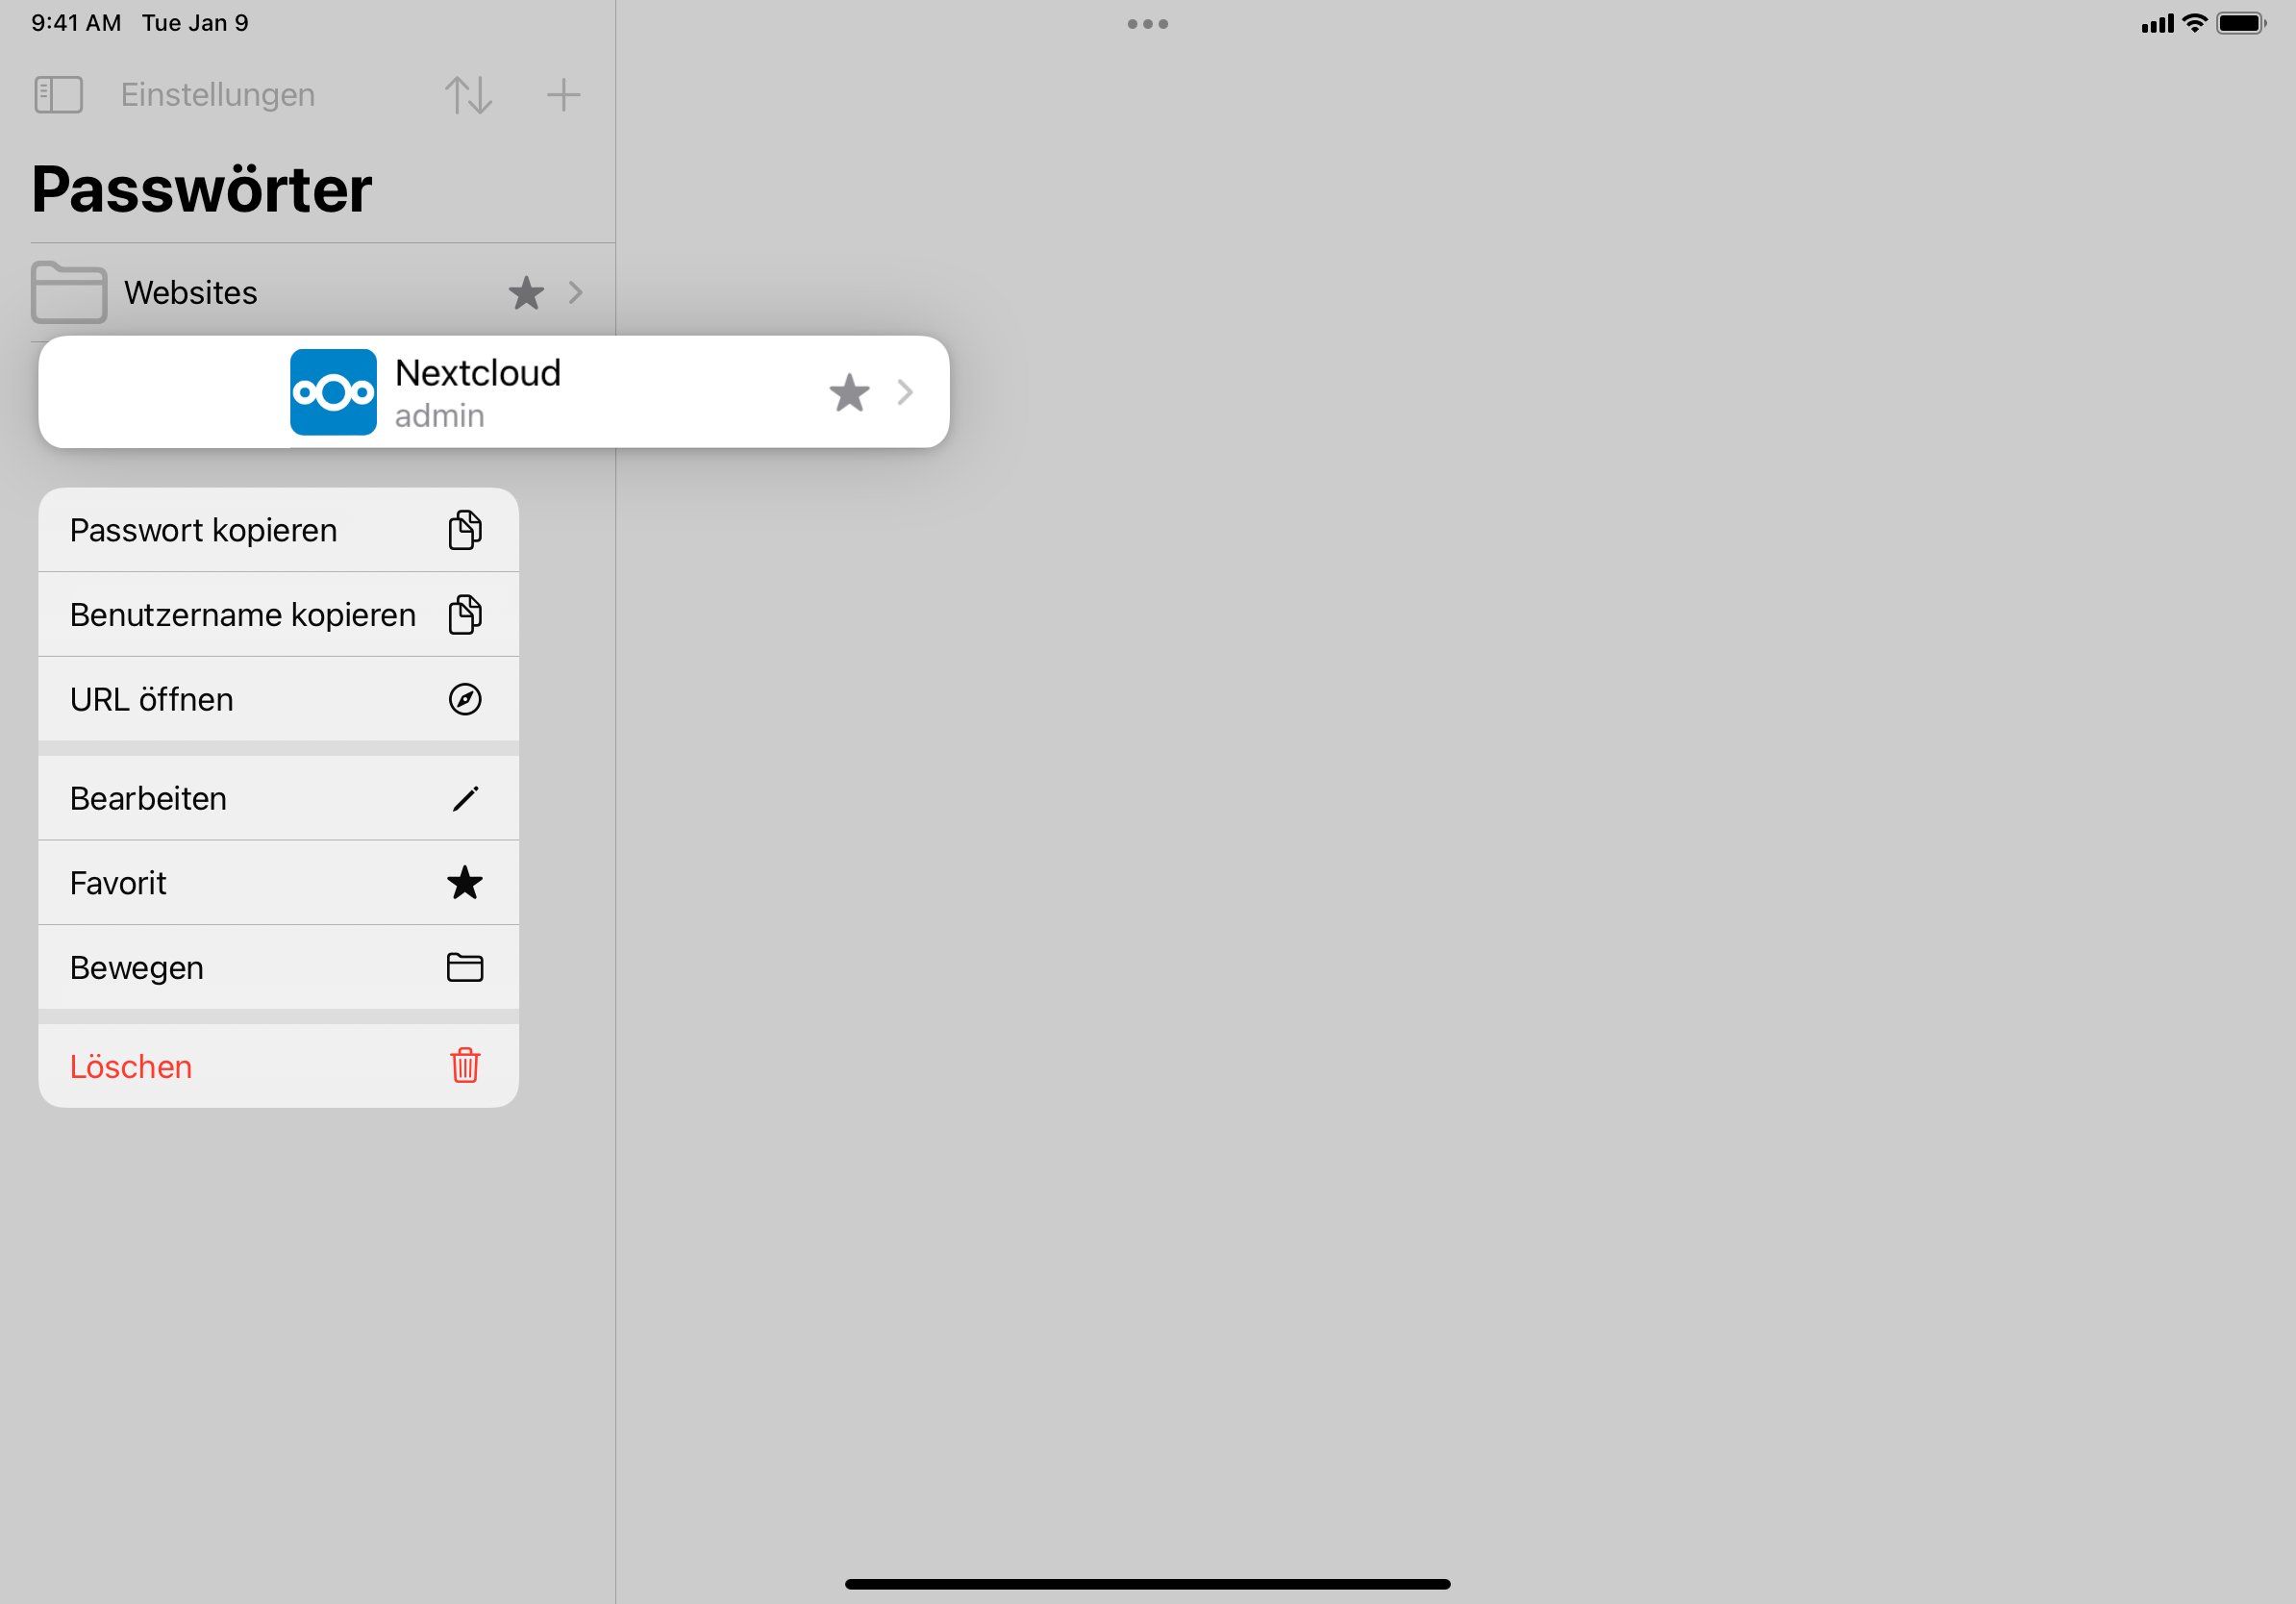 9:41 AM Tue Jan 9
Einstellungen
Passwörter
Websites
Nextcloud
admin
Passwort kopieren
Benutzername kopieren
URL öffnen
Bearbeiten
Favorit
Bewegen
Löschen